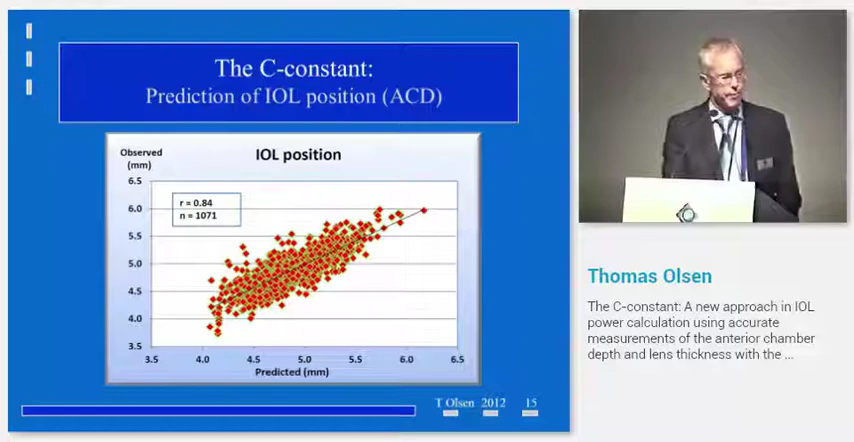 The C-constant:
Prediction of IOL position (ACD)
Observed
(mm)
IOL position
r = 0.84
n = 1071
6.5
6.0
5.5
5.0
4.5
4.0
3.5
3.5 4.0 4.5 5.0 5.5 6.0 6.5
Predicted (mm)
T Olsen 2012 15
Thomas Olsen
The C-constant: A new approach in IOL
power calculation using accurate
measurements of the anterior chamber
depth and lens thickness with the ...